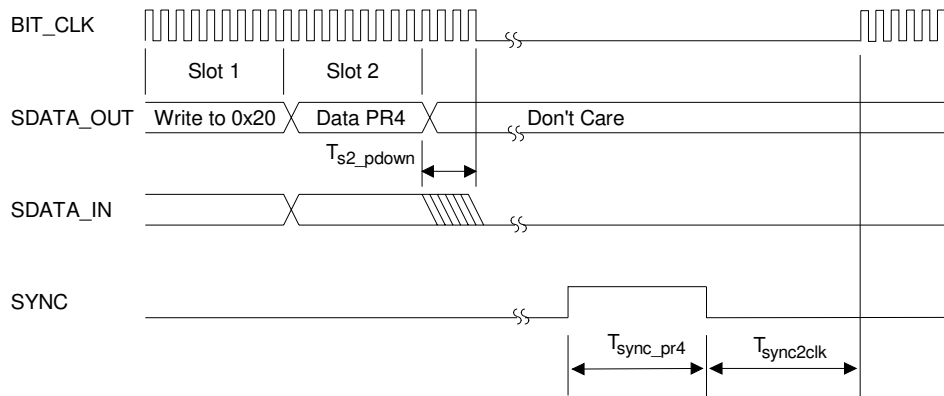 BIT_CLK
Slot 1 Slot 2
SDATA_OUT Write to 0x20 Data PR4 Don't Care
Ts2_pdown
SDATA_IN
SYNC
Tsync_pr4 Tsync2clk